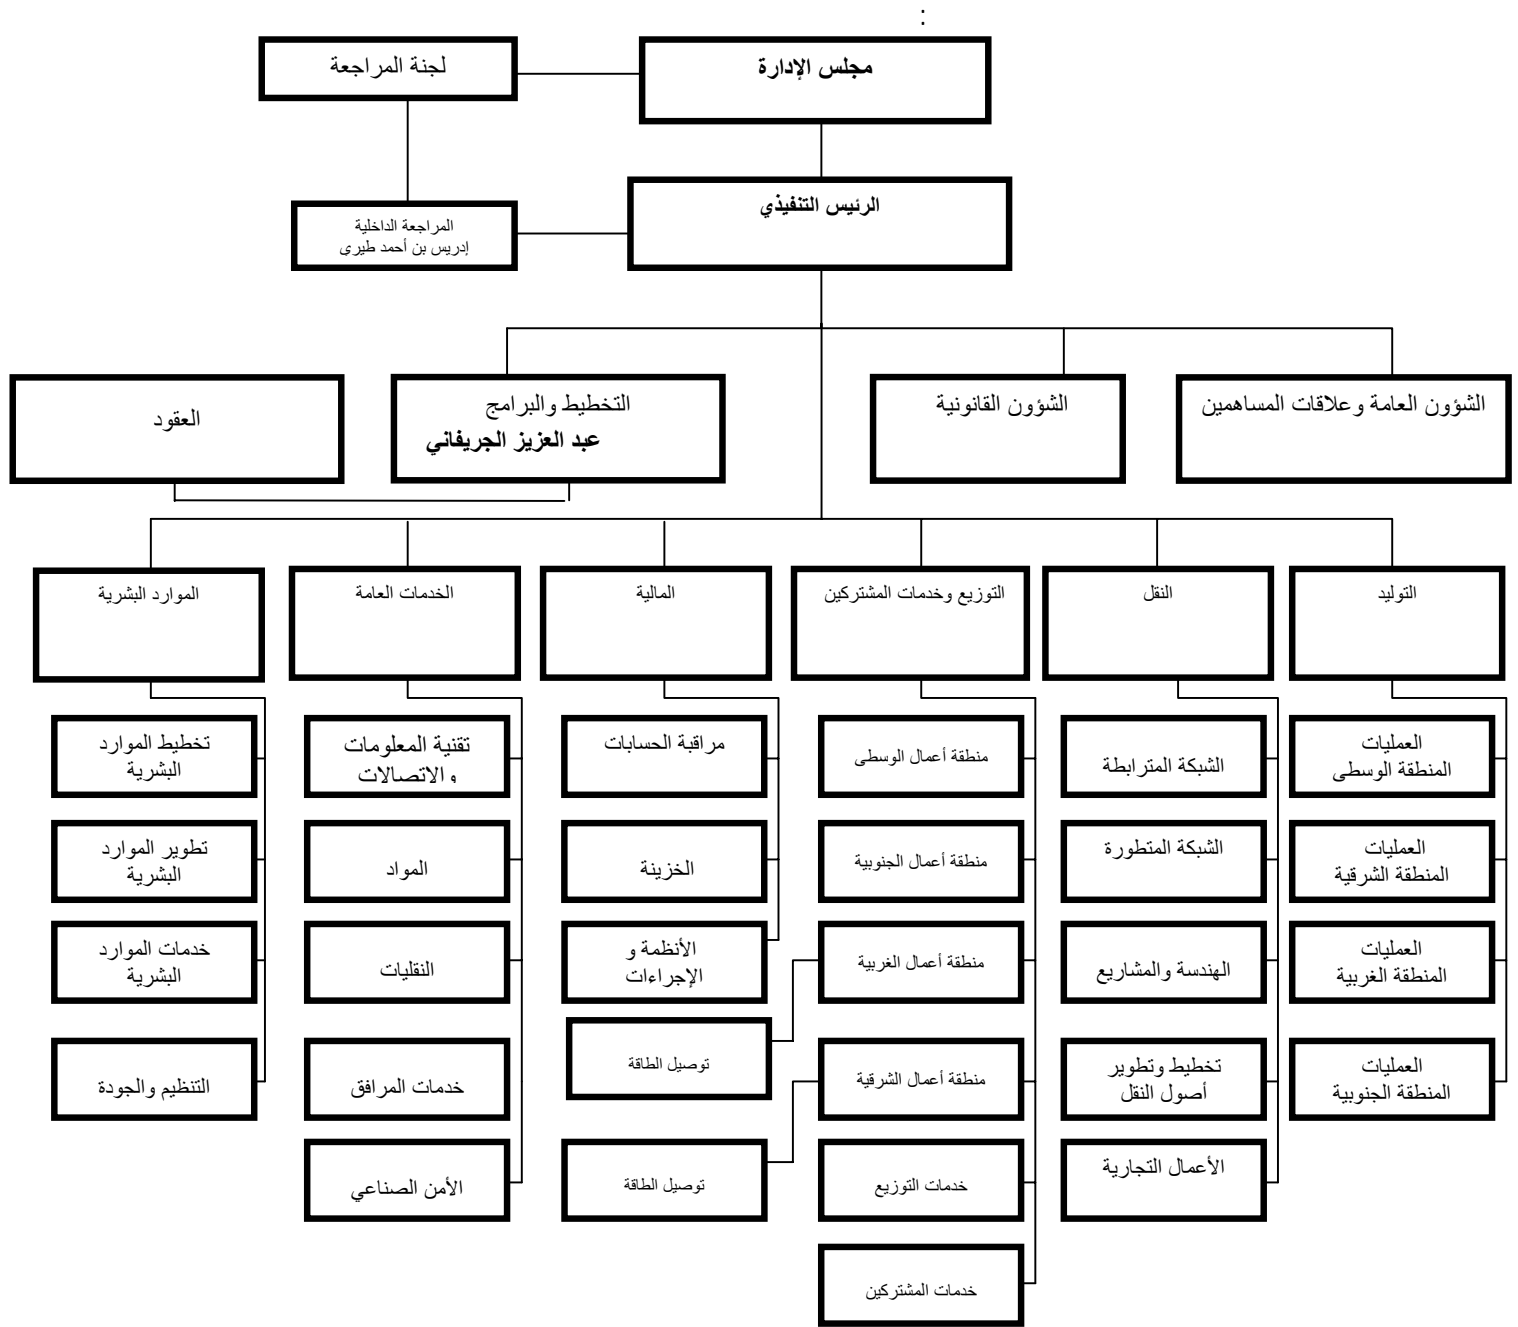 :
مجلس الإدارة
لجنة المراجعة
الرئيس التنفيذي
المراجعة الداخلية
إدريس بن أحمد طيري
الشؤون العامة وعلاقات المساهمين
الشؤون القانونية
التخطيط والبرامج
عبد العزيز الجريفاني
العقود
التوليد
النقل
التوزيع وخدمات المشتركين
المالية
الخدمات العامة
الموارد البشرية
العمليات
المنطقة الوسطى
العمليات
المنطقة الشرقية
العمليات
المنطقة الغربية
العمليات
المنطقة الجنوبية
الشبكة المترابطة
الشبكة المتطورة
الهندسة والمشاريع
تخطيط وتطوير
أصول النقل
الأعمال التجارية
منطقة أعمال الوسطى
منطقة أعمال الجنوبية
منطقة أعمال الغربية
منطقة أعمال الشرقية
خدمات التوزيع
خدمات المشتركين
مراقبة الحسابات
الخزينة
الأنظمة و
الإجراءات
توصيل الطاقة
توصيل الطاقة
تقنية المعلومات
والاتصالات
المواد
النقليات
خدمات المرافق
الأمن الصناعي
تخطيط الموارد
البشرية
تطوير الموارد
البشرية
خدمات الموارد
البشرية
التنظيم والجودة